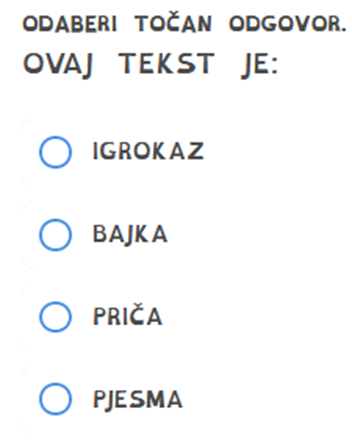 ODABERI TOČAN ODGOVOR.
OVAJ TEKST JE:
IGROKAZ
BAJKA
PRIČA
PJESMA